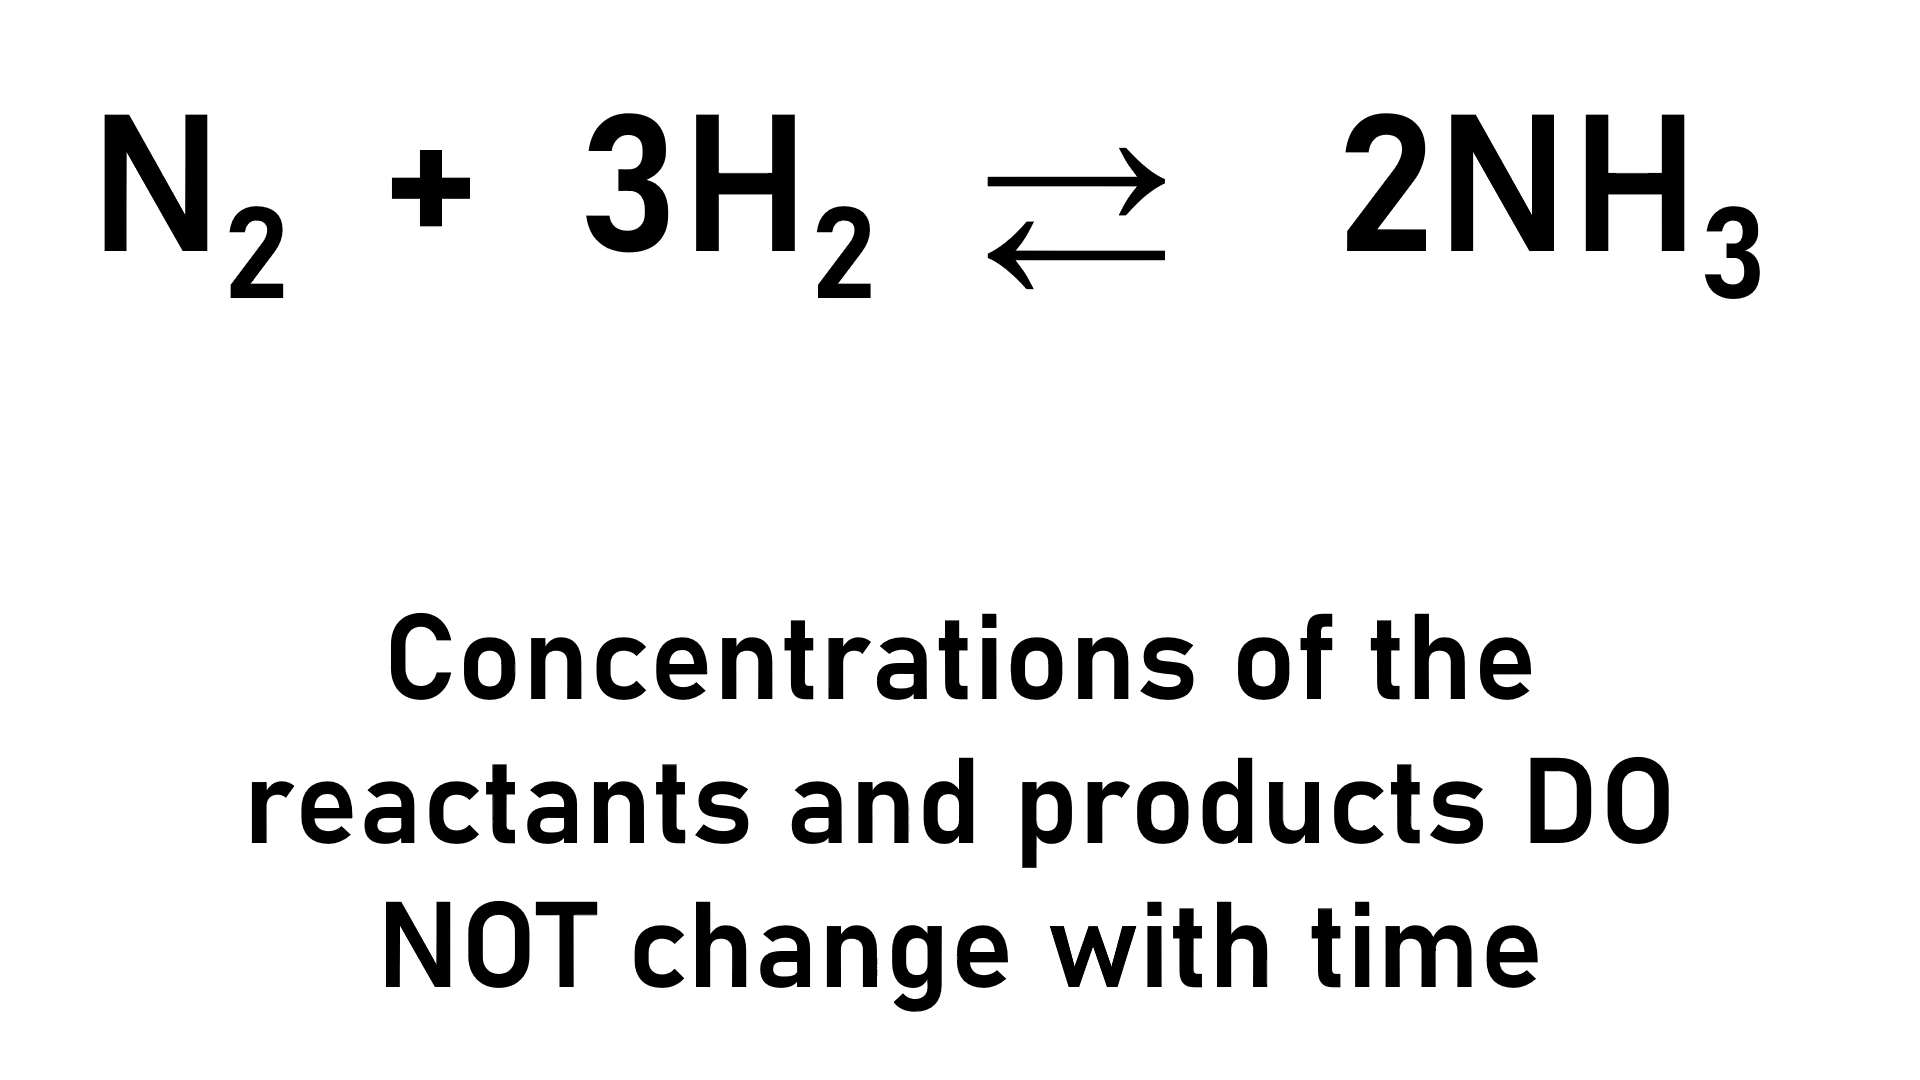 N₂ + 3H₂ ⇄ 2NH₃
Concentrations of the
reactants and products DO
NOT change with time